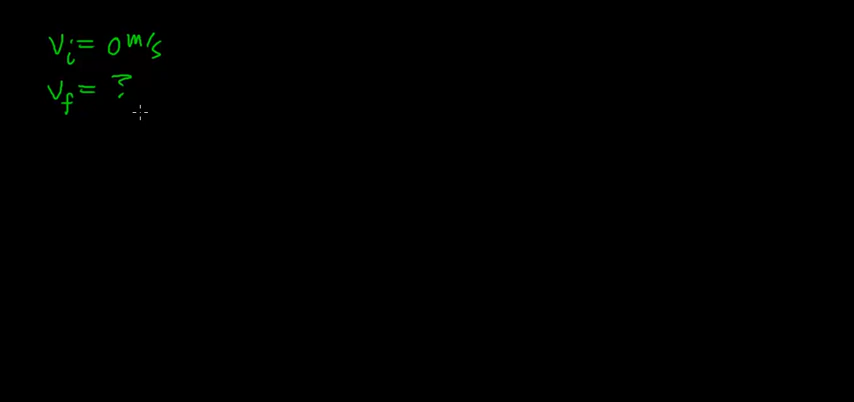 vi = 0 m/s
vf = ?